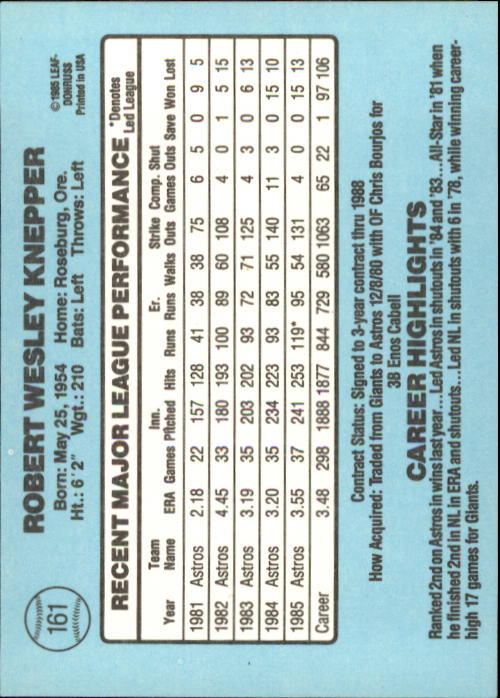 161
ROBERT WESLEY KNEPPER
©1985 LEAF-
DONRUSS
Printed in USA
Born: May 25, 1954 Home: Roseburg, Ore.
Ht.: 6'2" Wgt.: 210 Bats: Left Throws: Left
RECENT MAJOR LEAGUE PERFORMANCE
*Denotes
Led League
Team Inn. Er. Strike Comp. Shut
Year Name ERA Games Pitched Hits Runs Runs Walks Outs Games Outs Save Won Lost
1981 Astros 2.18 22 157 128 41 38 38 75 6 5 0 9 5
1982 Astros 4.45 33 180 193 100 89 60 108 4 0 1 5 15
1983 Astros 3.19 35 203 202 93 72 71 125 4 3 0 6 13
1984 Astros 3.20 35 234 223 93 83 55 140 11 3 0 15 10
1985 Astros 3.55 37 241 253 119* 95 54 131 4 0 0 15 13
Career 3.48 298 1888 1877 844 729 580 1063 65 22 1 97 106
Contract Status: Signed to 3-year contract thru 1988
How Acquired: Traded from Giants to Astros 12/8/80 with OF Chris Bourjos for
3B Enos Cabell
CAREER HIGHLIGHTS
Ranked 2nd on Astros in wins last year...Led Astros in shutouts in '84 and '83...All-Star in '81 when
he finished 2nd in NL in ERA and shutouts...Led NL in shutouts with 6 in '78, while winning career-
high 17 games for Giants.